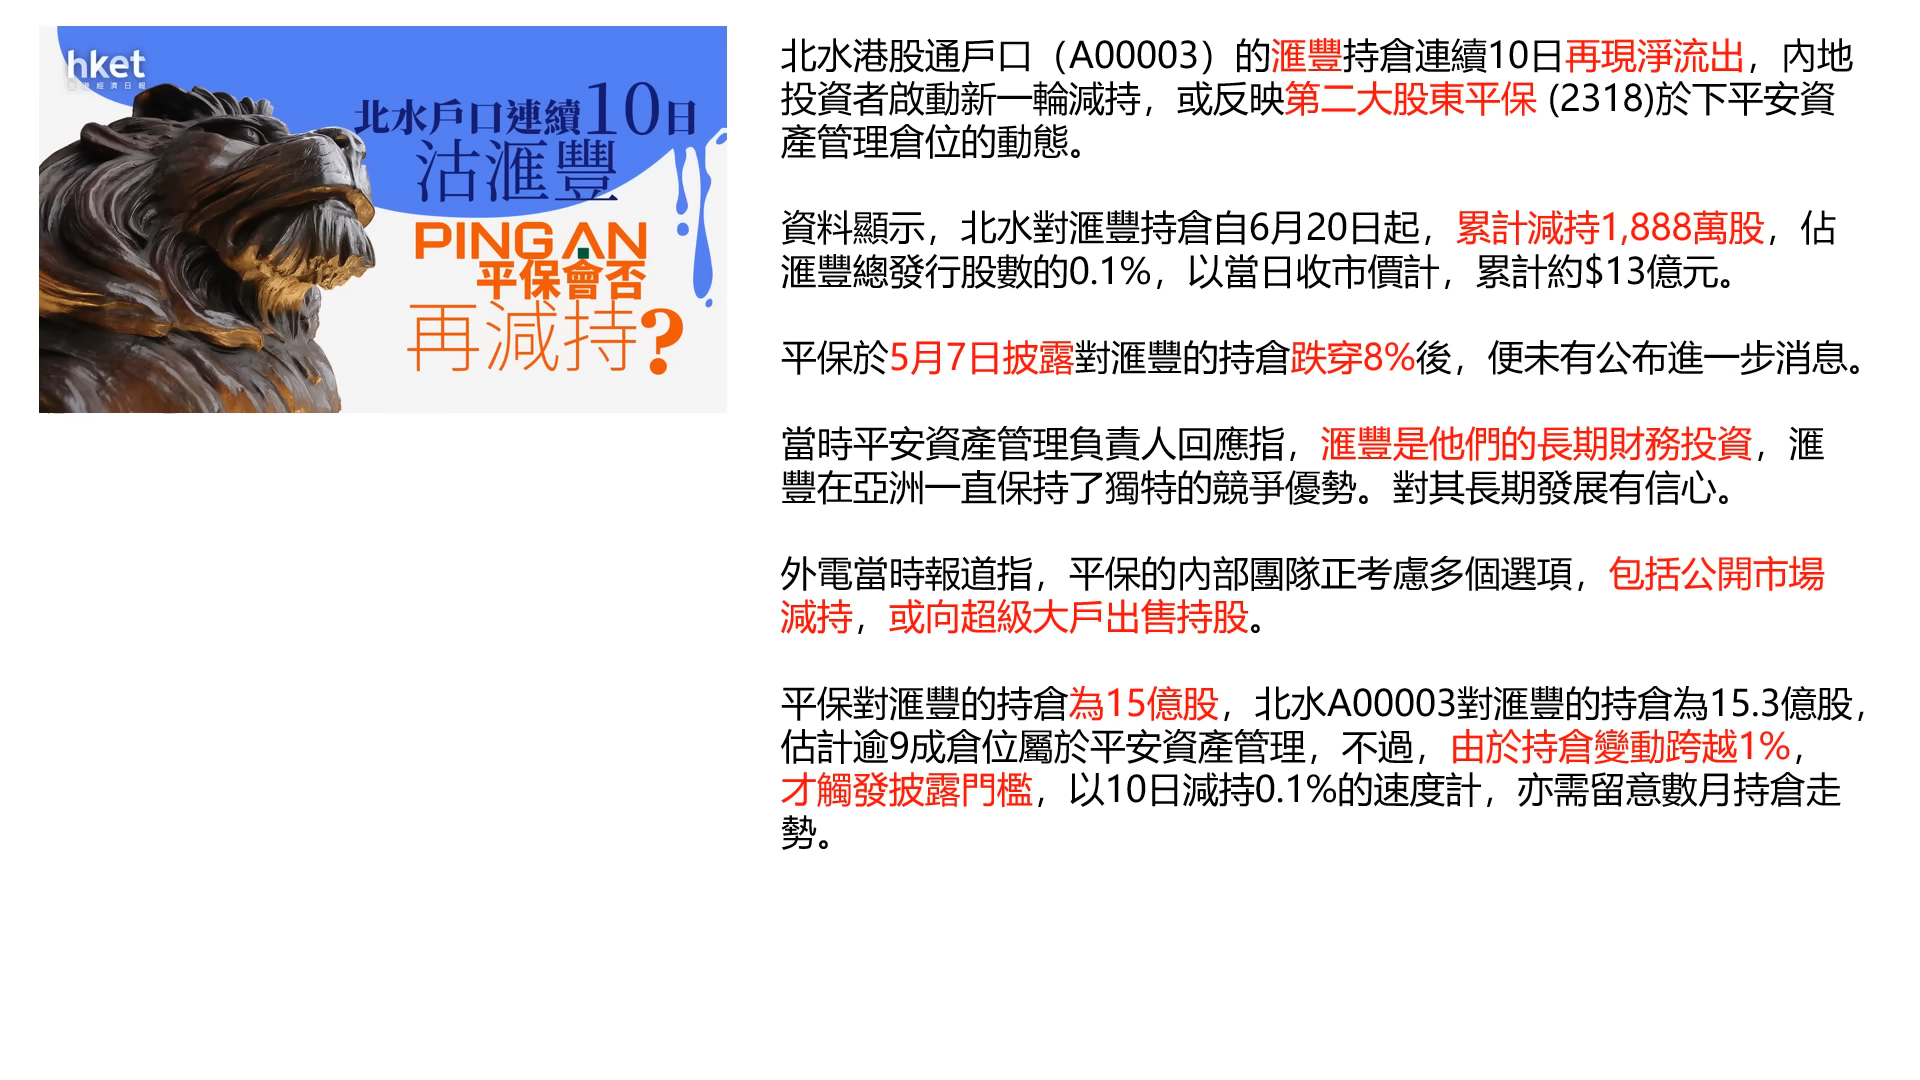 hket
香港經濟日報
北水戶口連續10日
沽滙豐
PING AN
平保會否
再減持?
北水港股通戶口（A00003）的滙豐持倉連續10日再現淨流出，內地
投資者啟動新一輪減持，或反映第二大股東平保 (2318)於下平安資
產管理倉位的動態。
資料顯示，北水對滙豐持倉自6月20日起，累計減持1,888萬股，佔
滙豐總發行股數的0.1%，以當日收市價計，累計約$13億元。
平保於5月7日披露對滙豐的持倉跌穿8%後，便未有公布進一步消息。
當時平安資產管理負責人回應指，滙豐是他們的長期財務投資，滙
豐在亞洲一直保持了獨特的競爭優勢。對其長期發展有信心。
外電當時報道指，平保的內部團隊正考慮多個選項，包括公開市場
減持，或向超級大戶出售持股。
平保對滙豐的持倉為15億股，北水A00003對滙豐的持倉為15.3億股，
估計逾9成倉位屬於平安資產管理，不過，由於持倉變動跨越1%，
才觸發披露門檻，以10日減持0.1%的速度計，亦需留意數月持倉走
勢。